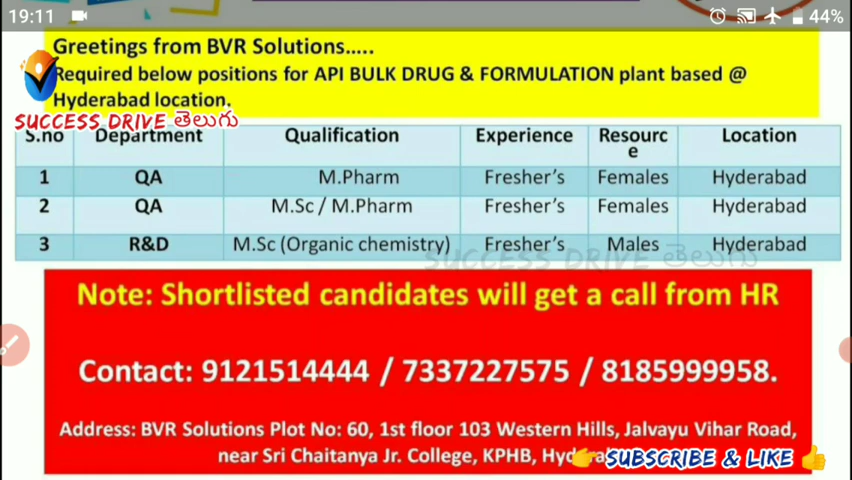 19:11
44%
Greetings from BVR Solutions.....
Required below positions for API BULK DRUG & FORMULATION plant based @
Hyderabad location.
SUCCESS DRIVE తెలుగు
S.no Department Qualification Experience Resource Location
1 QA M.Pharm Fresher's Females Hyderabad
2 QA M.Sc / M.Pharm Fresher's Females Hyderabad
3 R&D M.Sc (Organic chemistry) Fresher's Males Hyderabad
SUCCESS DRIVE తెలుగు
Note: Shortlisted candidates will get a call from HR
Contact: 9121514444 / 7337227575 / 8185999958.
Address: BVR Solutions Plot No: 60, 1st floor 103 Western Hills, Jalvayu Vihar Road,
near Sri Chaitanya Jr. College, KPHB,
SUBSCRIBE & LIKE